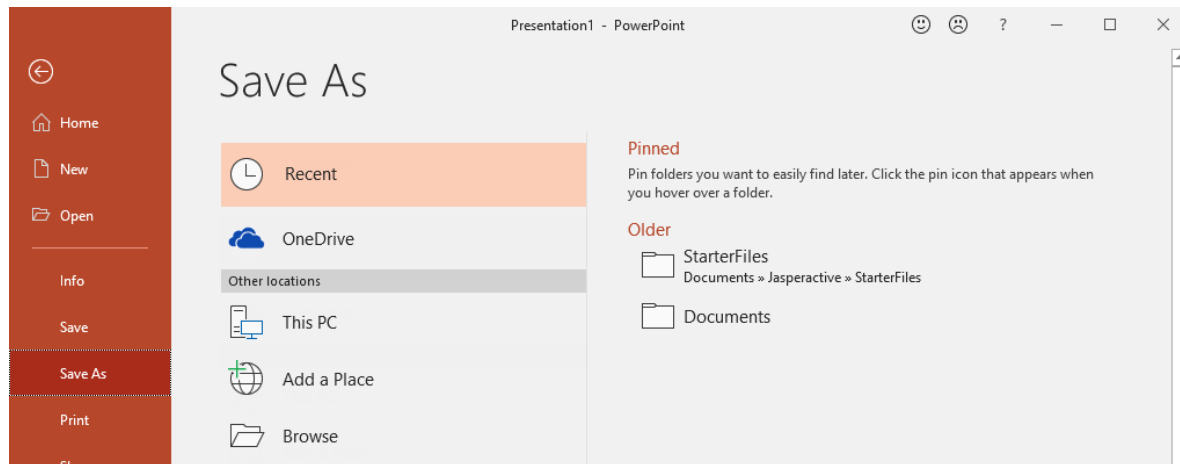 Presentation1 - PowerPoint
?
Save As
Home
New
Open
Info
Save
Save As
Print
Recent
OneDrive
Other locations
This PC
Add a Place
Browse
Pinned
Pin folders you want to easily find later. Click the pin icon that appears when
you hover over a folder.
Older
StarterFiles
Documents » Jasperactive » StarterFiles
Documents